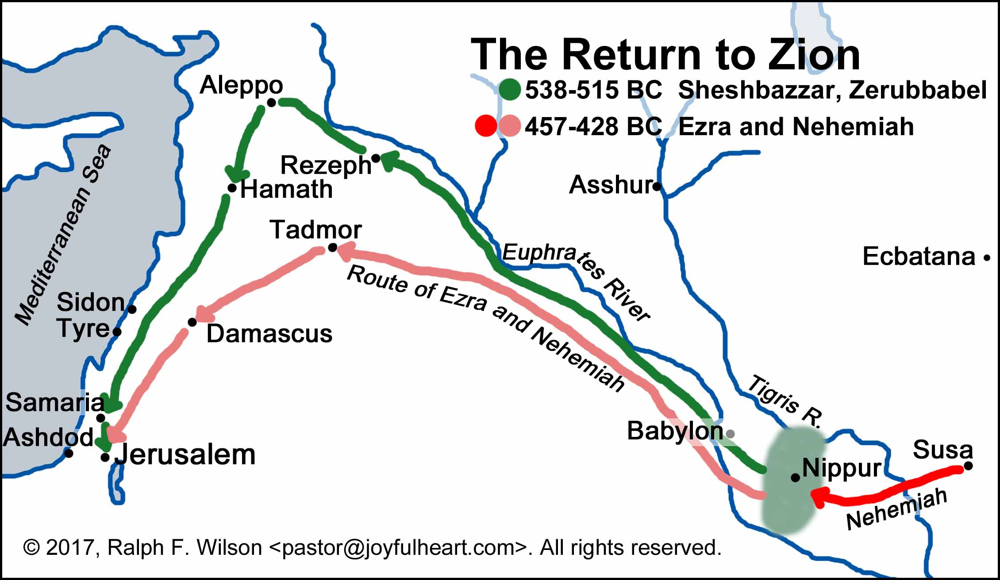 The Return to Zion
538-515 BC Sheshbazzar, Zerubbabel
457-428 BC Ezra and Nehemiah
Aleppo
Rezeph
Hamath
Asshur
Mediterranean Sea
Tadmor
Euphrates River
Ecbatana
Route of Ezra and Nehemiah
Sidon
Tyre
Damascus
Tigris R.
Samaria
Babylon
Ashdod
Jerusalem
Susa
Nippur
Nehemiah
© 2017, Ralph F. Wilson <pastor@joyfulheart.com>. All rights reserved.